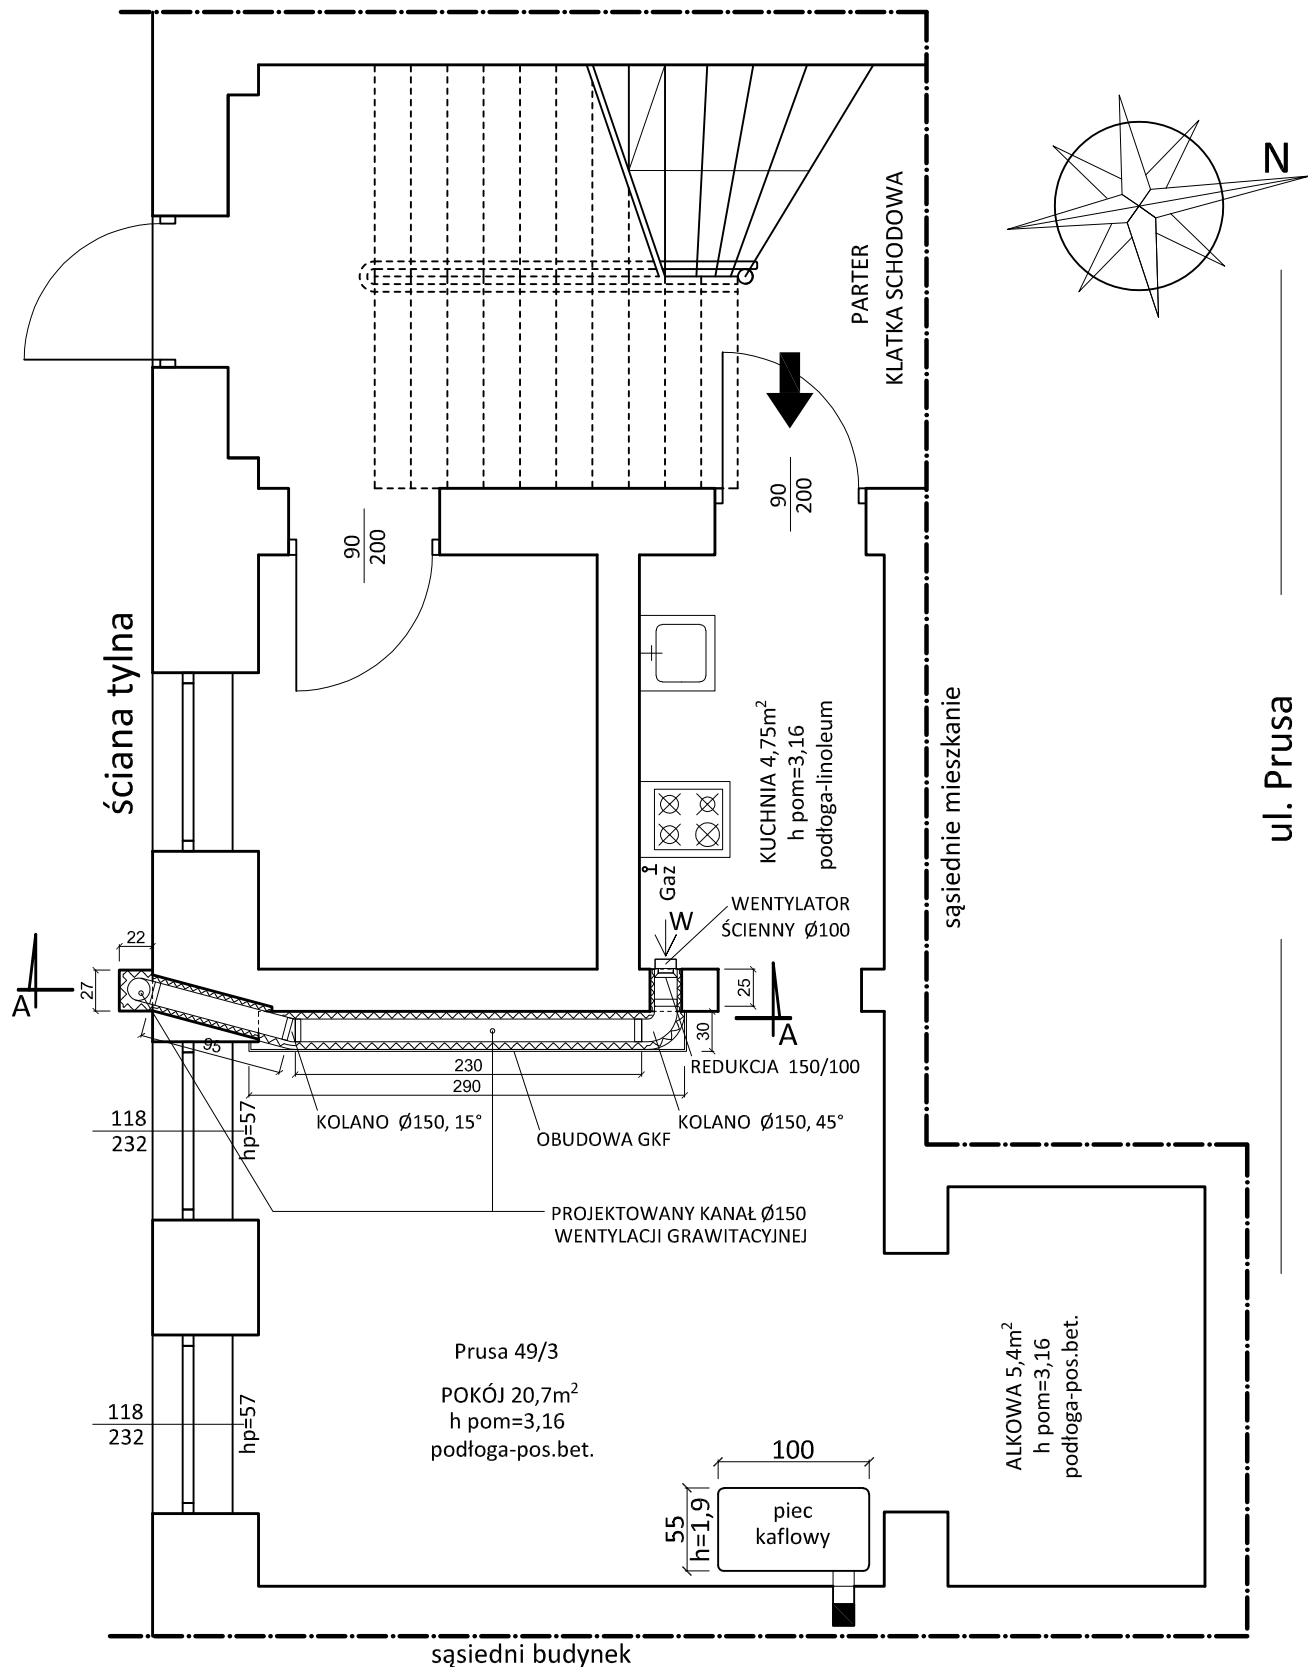 N
PARTER
KLATKA SCHODOWA
90
200
90
200
ściana tylna
KUCHNIA 4,75m²
h pom=3,16
podłoga-linoleum
sąsiednie mieszkanie
ul. Prusa
Gaz
W
WENTYLATOR
ŚCIENNY Ø100
22
27
A
25
30
A
95
230
290
REDUKCJA 150/100
KOLANO Ø150, 15°
OBUDOWA GKF
KOLANO Ø150, 45°
118
232
hp=57
PROJEKTOWANY KANAŁ Ø150
WENTYLACJI GRAWITACYJNEJ
118
232
hp=57
Prusa 49/3
POKÓJ 20,7m²
h pom=3,16
podłoga-pos.bet.
ALKOWA 5,4m²
h pom=3,16
podłoga-pos.bet.
100
55
h=1,9
piec
kaflowy
sąsiedni budynek